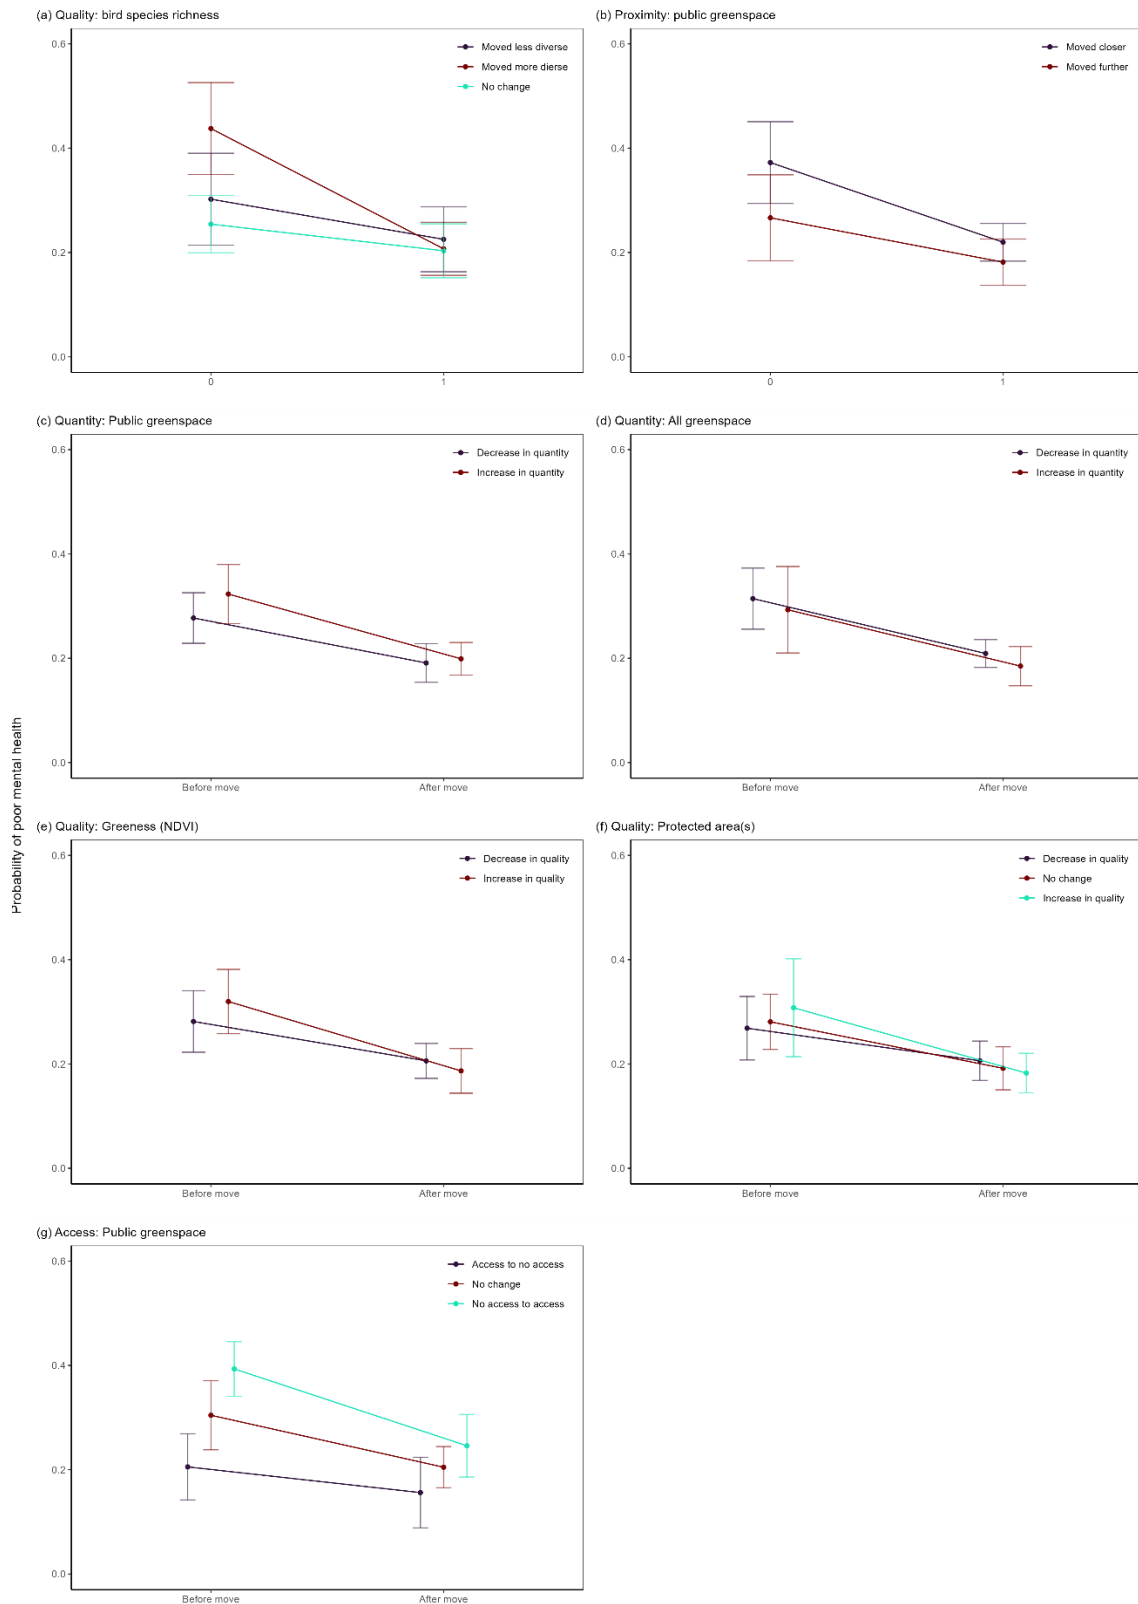 (a) Quality: bird species richness
0.6
0.4
0.2
0.0
Moved less diverse
Moved more dierse
No change
0
1
(b) Proximity: public greenspace
0.6
0.4
0.2
0.0
Moved closer
Moved further
0
1
(c) Quantity: Public greenspace
0.6
0.4
0.2
0.0
Decrease in quantity
Increase in quantity
Before move
After move
(d) Quantity: All greenspace
0.6
0.4
0.2
0.0
Decrease in quantity
Increase in quantity
Before move
After move
Probability of poor mental health
(e) Quality: Greeness (NDVI)
0.6
0.4
0.2
0.0
Decrease in quality
Increase in quality
Before move
After move
(f) Quality: Protected area(s)
0.6
0.4
0.2
0.0
Decrease in quality
No change
Increase in quality
Before move
After move
(g) Access: Public greenspace
0.6
0.4
0.2
0.0
Access to no access
No change
No access to access
Before move
After move